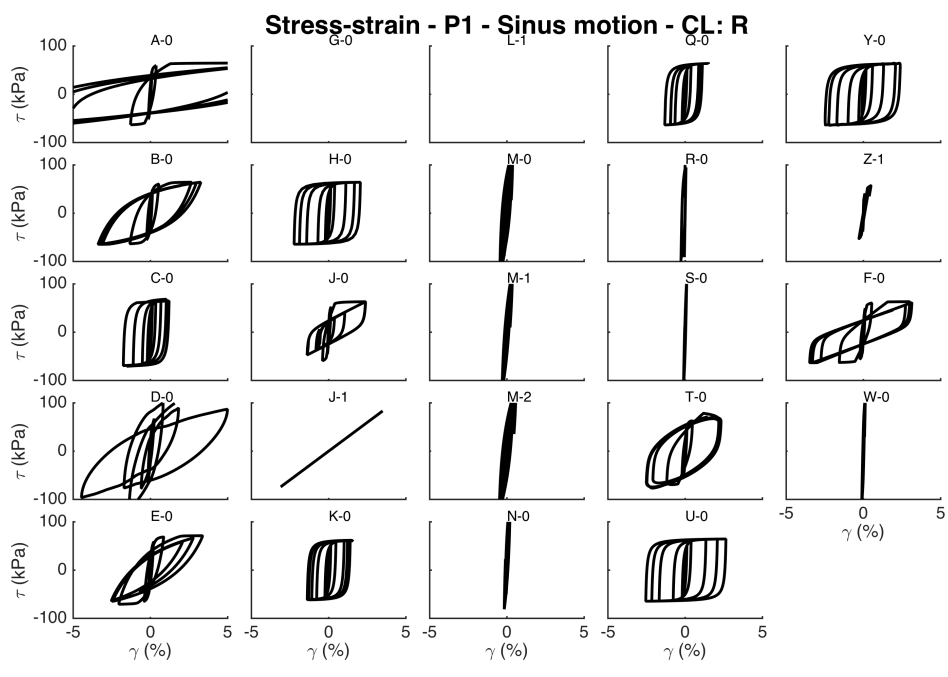 Stress-strain - P1 - Sinus motion - CL: R
A-0 G-0 L-1 Q-0 Y-0
100
0
-100
τ (kPa)
B-0 H-0 M-0 R-0 Z-1
100
0
-100
τ (kPa)
C-0 J-0 M-1 S-0 F-0
100
0
-100
τ (kPa)
D-0 J-1 M-2 T-0 W-0
100
0
-100
τ (kPa)
-5 0 5
γ (%)
E-0 K-0 N-0 U-0
100
0
-100
τ (kPa)
-5 0 5 -5 0 5 -5 0 5 -5 0 5
γ (%) γ (%) γ (%) γ (%)